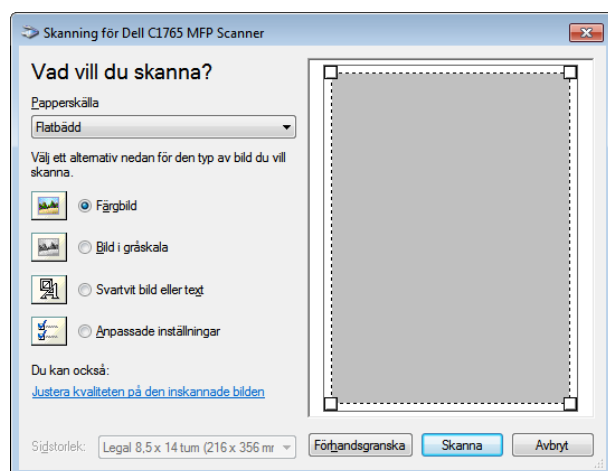 Skanning för Dell C1765 MFP Scanner
Vad vill du skanna?
Papperskälla
Flatbädd
Välj ett alternativ nedan för den typ av bild du vill
skanna.
Färgbild
Bild i gråskala
Svartvit bild eller text
Anpassade inställningar
Du kan också:
Justera kvaliteten på den inskannade bilden
Sidstorlek: Legal 8,5 x 14 tum (216 x 356 mr
Förhandsgranska Skanna Avbryt